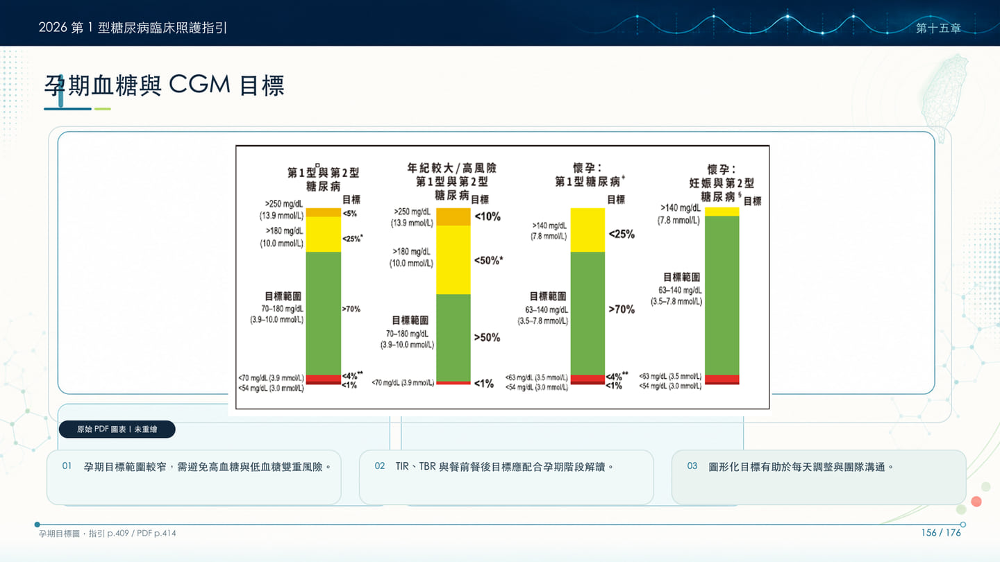 2026 第 1 型糖尿病臨床照護指引
第十五章
孕期血糖與 CGM 目標
第1型與第2型
糖尿病
目標
>250 mg/dL
(13.9 mmol/L)
<5%
>180 mg/dL
(10.0 mmol/L)
<25%*
目標範圍
70–180 mg/dL
(3.9–10.0 mmol/L)
>70%
<70 mg/dL (3.9 mmol/L)
<4%**
<54 mg/dL (3.0 mmol/L)
<1%
年紀較大/高風險
第1型與第2型
糖尿病
目標
>250 mg/dL
(13.9 mmol/L)
<10%
>180 mg/dL
(10.0 mmol/L)
<50%*
目標範圍
70–180 mg/dL
(3.9–10.0 mmol/L)
>50%
<70 mg/dL (3.9 mmol/L)
<1%
懷孕：
第1型糖尿病+
目標
>140 mg/dL
(7.8 mmol/L)
<25%
目標範圍
63–140 mg/dL
(3.5–7.8 mmol/L)
>70%
<63 mg/dL (3.5 mmol/L)
<4%**
<54 mg/dL (3.0 mmol/L)
<1%
懷孕：
妊娠與第2型
糖尿病§
目標
>140 mg/dL
(7.8 mmol/L)
目標範圍
63–140 mg/dL
(3.5–7.8 mmol/L)
<63 mg/dL (3.5 mmol/L)
<54 mg/dL (3.0 mmol/L)
原始 PDF 圖表｜未重繪
01 孕期目標範圍較窄，需避免高血糖與低血糖雙重風險。
02 TIR、TBR 與餐前餐後目標應配合孕期階段解讀。
03 圖形化目標有助於每天調整與團隊溝通。
孕期目標圖，指引 p.409 / PDF p.414
156 / 176